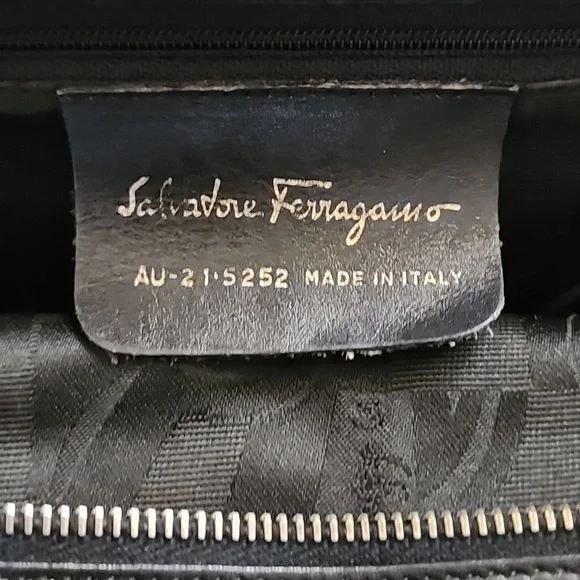 Salvatore Ferragamo
AU-21·5252 MADE IN ITALY